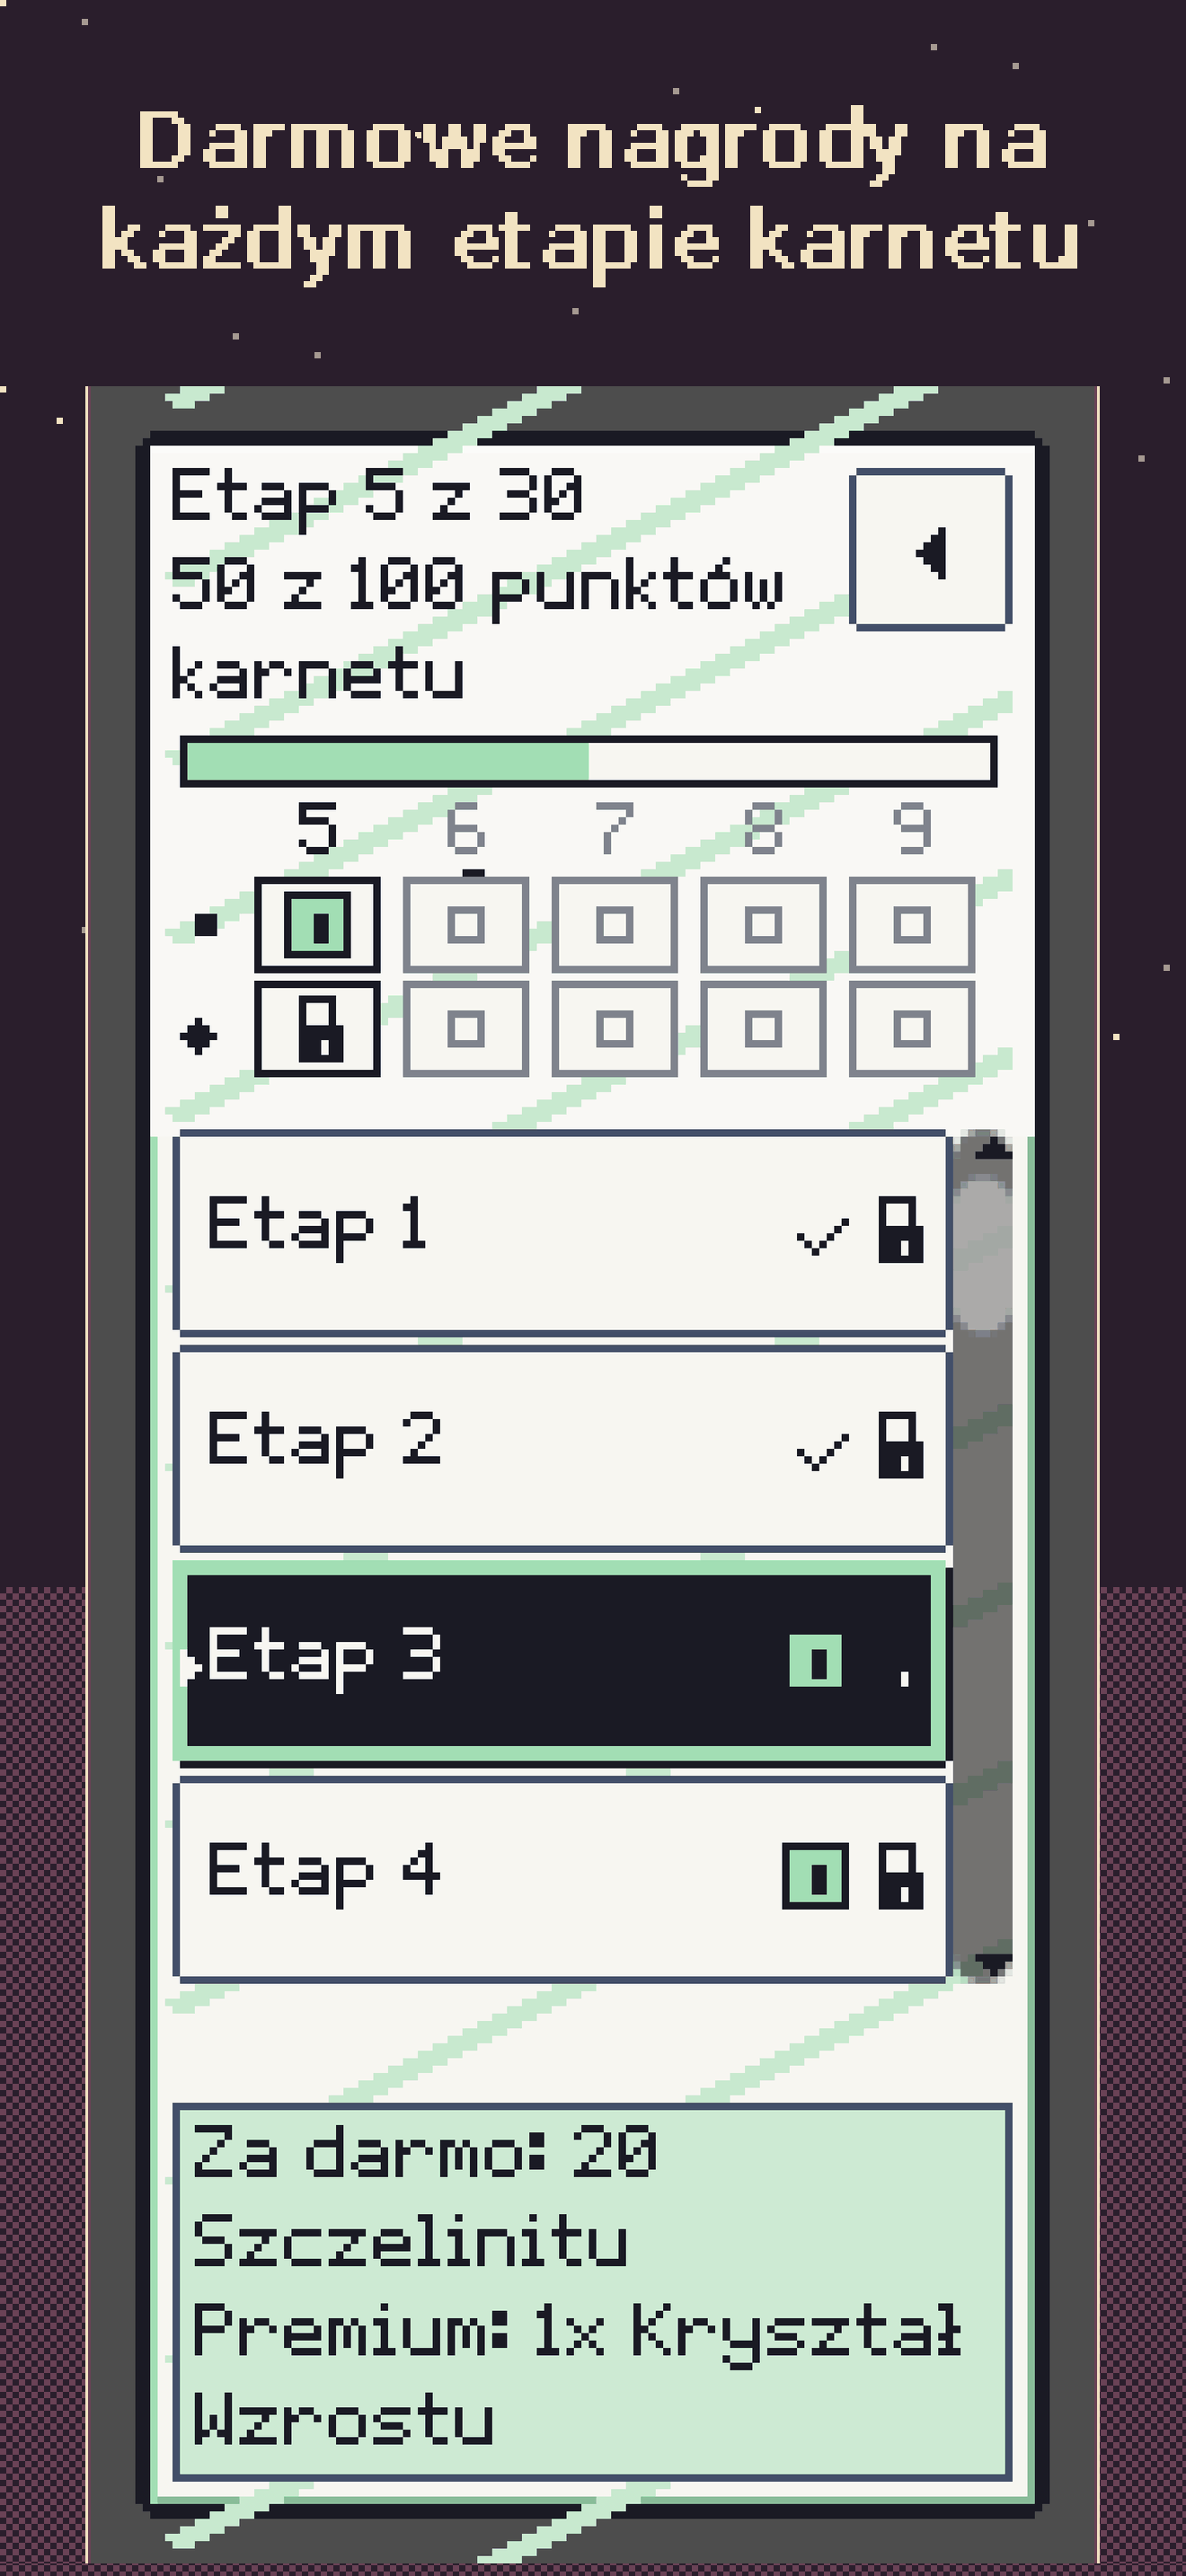 Darmowe nagrody na
każdym etapie karnetu
Etap 5 z 30
50 z 100 punktów
karnetu
5 6 7 8 9
Etap 1
Etap 2
Etap 3
Etap 4
Za darmo: 20
Szczelinitu
Premium: 1x Kryształ
Wzrostu